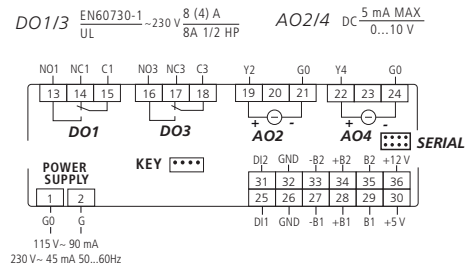 DO1/3 EN60730-1 ~230 V 8 (4) A
UL 8A 1/2 HP
AO2/4 DC 5 mA MAX
0...10 V
NO1 NC1 C1 NO3 NC3 C3 Y2 G0 Y4 G0
13 14 15 16 17 18 19 20 21 22 23 24
+ - + -
DO1 DO3 AO2 AO4 SERIAL
POWER
SUPPLY
KEY
DI2 GND -B2 +B2 B2 +12 V
31 32 33 34 35 36
1 2 25 26 27 28 29 30
G0 G DI1 GND -B1 +B1 B1 +5 V
115 V~ 90 mA
230 V~ 45 mA 50...60Hz